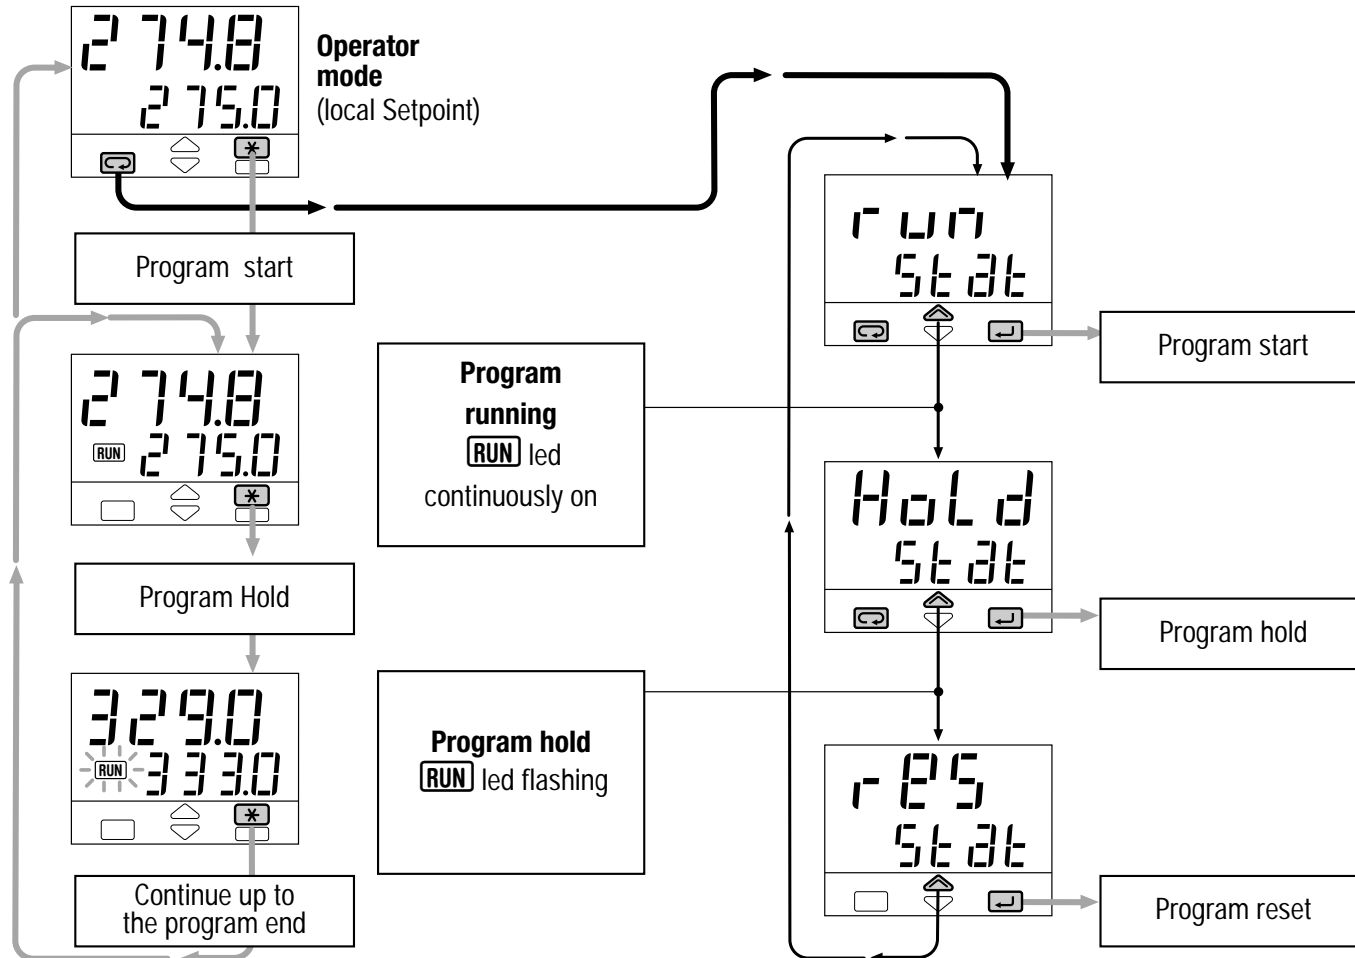 274.8
275.0
Operator
mode
(local Setpoint)
Program start
274.8
RUN 275.0
Program Hold
329.0
RUN 333.0
Continue up to
the program end
Program
running
RUN led
continuously on
Program hold
RUN led flashing
run
Stat
Program start
HoLd
Stat
Program hold
rES
Stat
Program reset